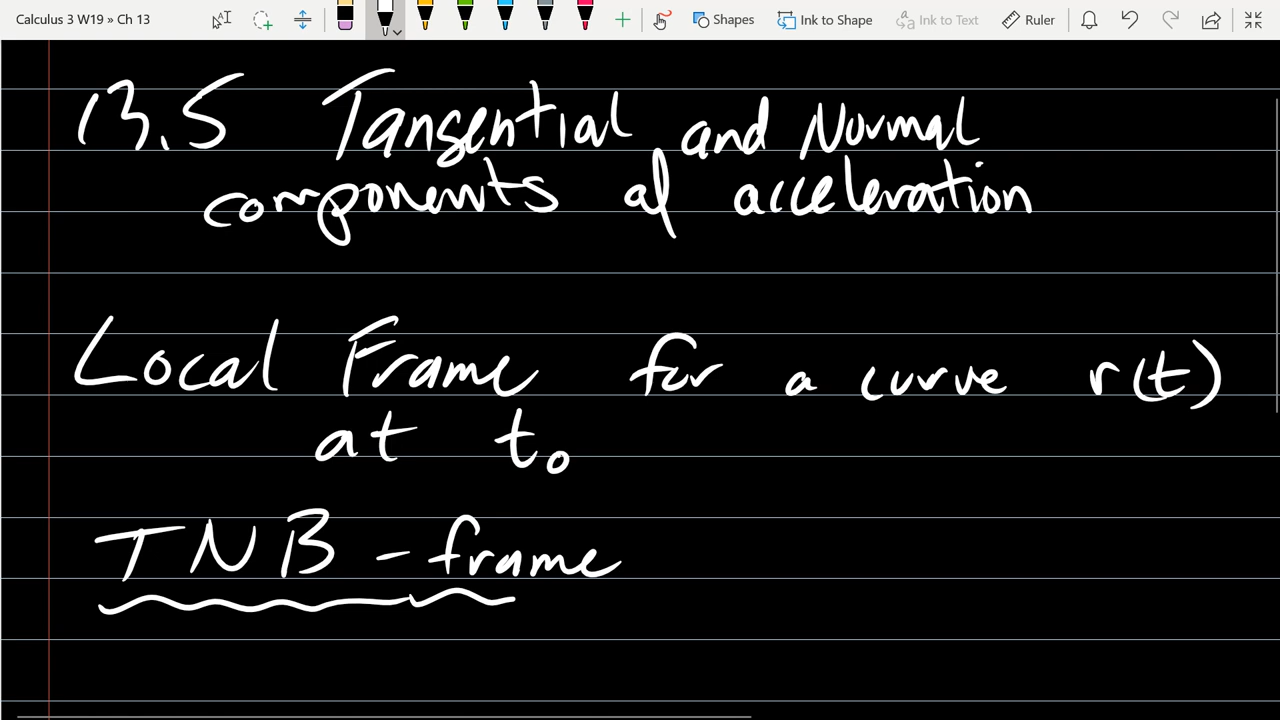 Calculus 3 W19 » Ch 13
Shapes
Ink to Shape
Ink to Text
Ruler
13.5 Tangential and Normal
components of acceleration
Local Frame for a curve r(t)
at t₀
TNB-frame